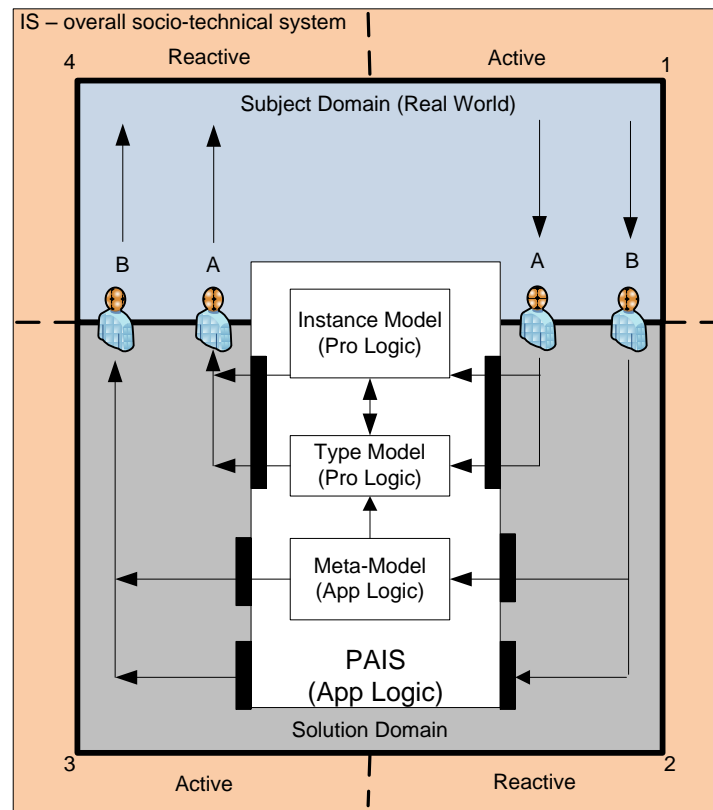 IS – overall socio-technical system
4
Reactive
Active
1
Subject Domain (Real World)
B
A
A
B
Instance Model
(Pro Logic)
Type Model
(Pro Logic)
Meta-Model
(App Logic)
PAIS
(App Logic)
Solution Domain
3
Active
Reactive
2